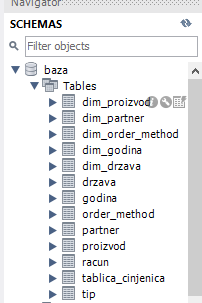 Navigator
SCHEMAS
Filter objects
baza
Tables
dim_proizvod
dim_partner
dim_order_method
dim_godina
dim_drzava
drzava
godina
order_method
partner
proizvod
racun
tablica_cinjenica
tip